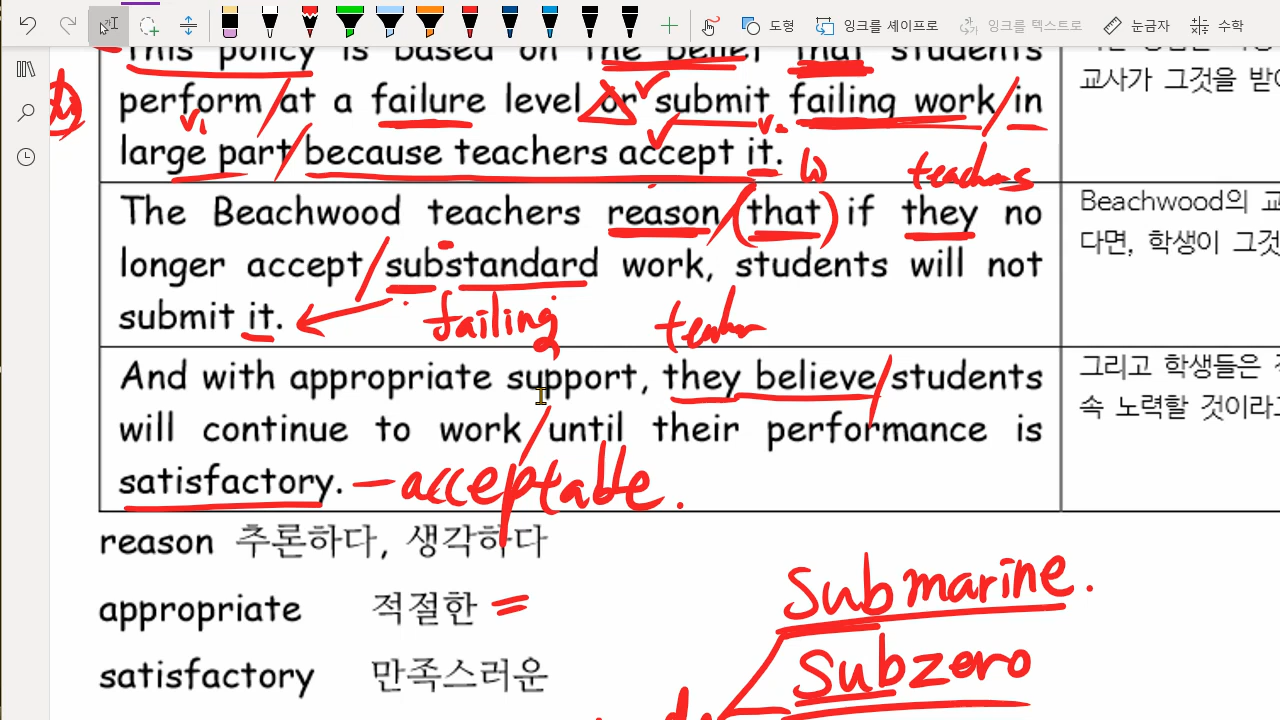 도형 잉크를 셰이프로 잉크를 텍스트로 눈금자 수학
This policy is based on the belief that students
perform at a failure level or submit failing work in
교사가 그것을 받아
V₁ V₂
large part because teachers accept it.
teachers
The Beachwood teachers reason (that) if they no
Beachwood의 교
longer accept substandard work, students will not
다면, 학생이 그것
submit it.
failing
And with appropriate support, they believe students
그리고 학생들은
will continue to work until their performance is
속 노력할 것이라고
satisfactory. - acceptable.
reason 추론하다, 생각하다
appropriate 적절한 =
Submarine.
satisfactory 만족스러운
Subzero